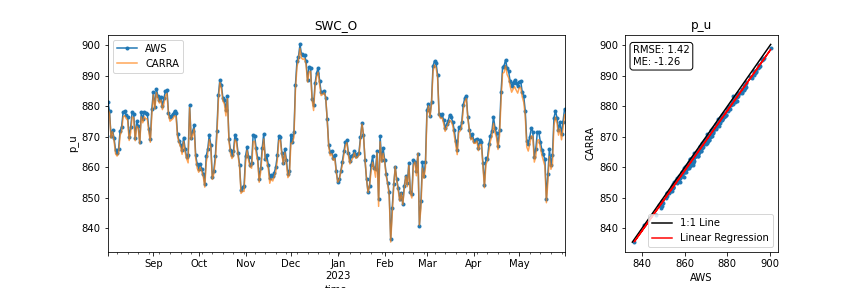 SWC_O
AWS
CARRA
p_u
900
890
880
870
860
850
840
Sep
Oct
Nov
Dec
Jan
2023
Feb
Mar
Apr
May
time
p_u
RMSE: 1.42
ME: -1.26
CARRA
900
890
880
870
860
850
840
1:1 Line
Linear Regression
840
860
880
900
AWS